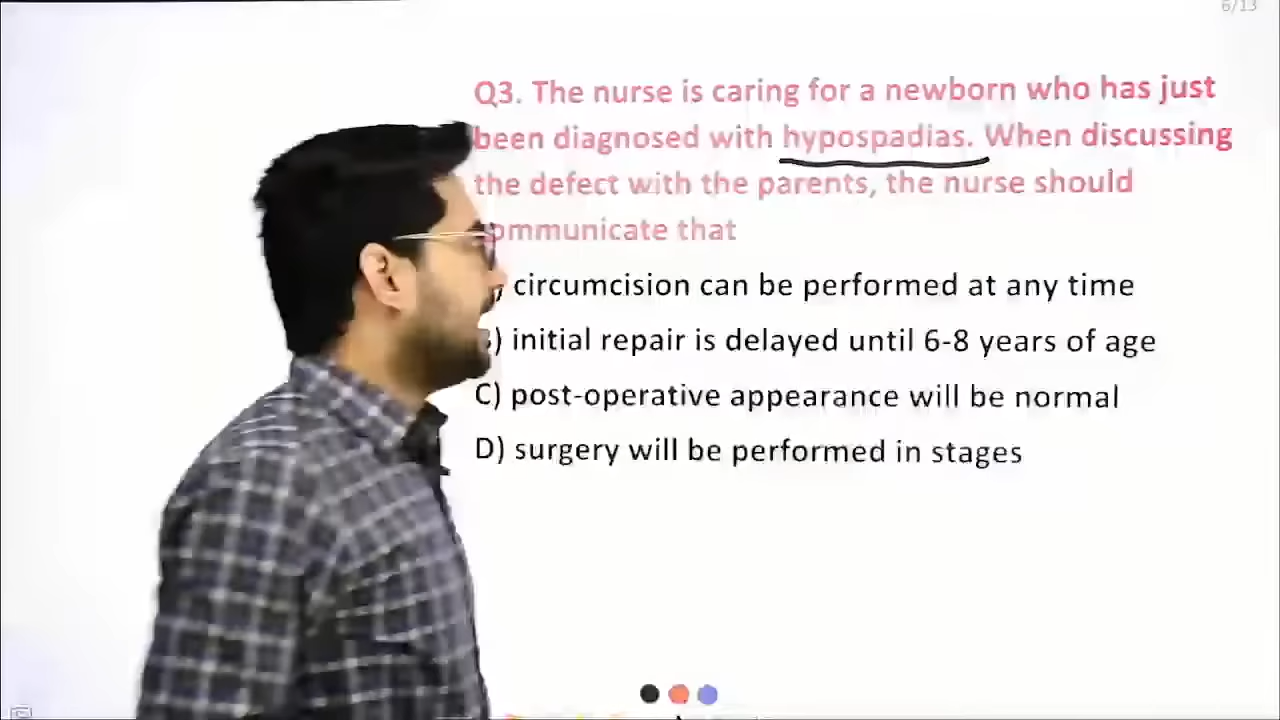 6/13
Q3. The nurse is caring for a newborn who has just
been diagnosed with hypospadias. When discussing
the defect with the parents, the nurse should
ommunicate that
circumcision can be performed at any time
) initial repair is delayed until 6-8 years of age
C) post-operative appearance will be normal
D) surgery will be performed in stages